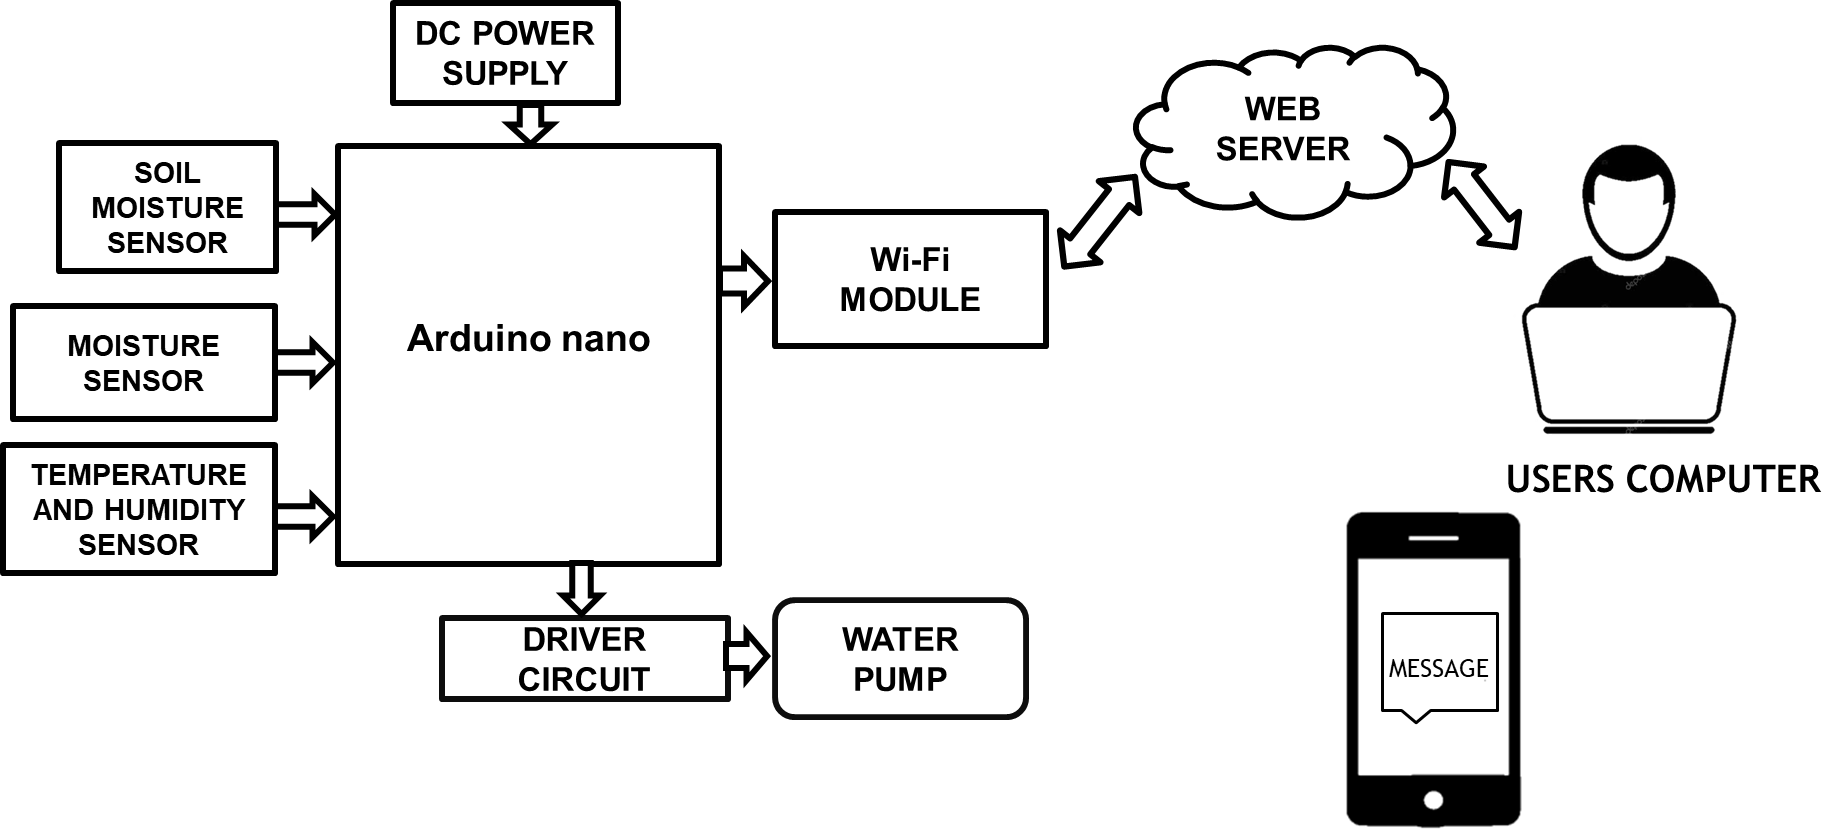 DC POWER
SUPPLY
SOIL
MOISTURE
SENSOR
MOISTURE
SENSOR
TEMPERATURE
AND HUMIDITY
SENSOR
Arduino nano
Wi-Fi
MODULE
WEB
SERVER
USERS COMPUTER
DRIVER
CIRCUIT
WATER
PUMP
MESSAGE